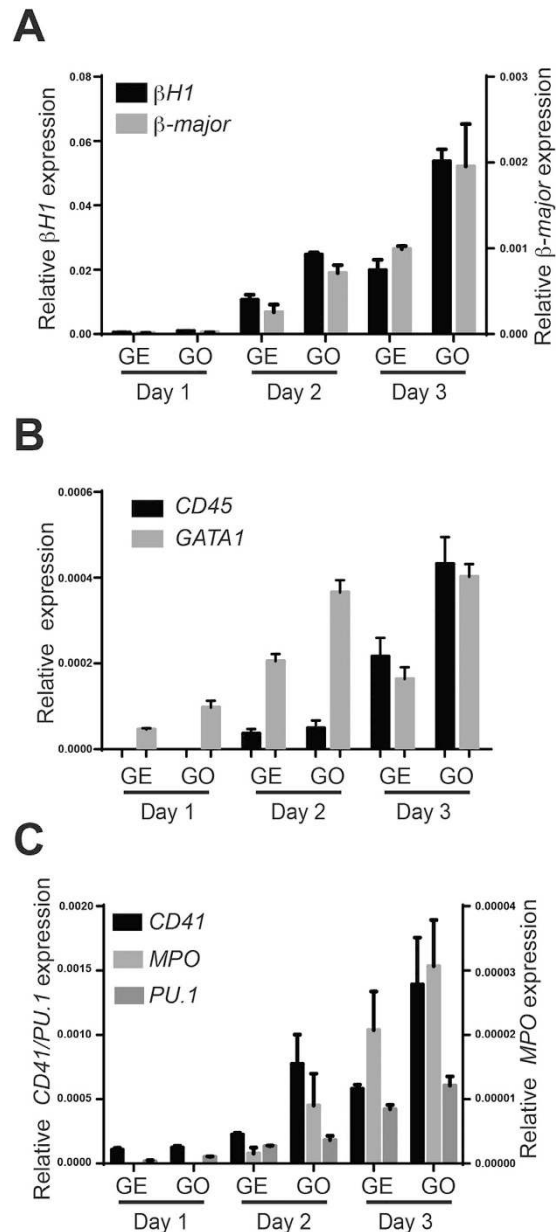 A
βH1
β-major
Relative βH1 expression
0.08
0.06
0.04
0.02
0.00
Relative β-major expression
0.003
0.002
0.001
0.000
GE GO GE GO GE GO
Day 1 Day 2 Day 3
B
CD45
GATA1
Relative expression
0.0006
0.0004
0.0002
0.0000
GE GO GE GO GE GO
Day 1 Day 2 Day 3
C
CD41
MPO
PU.1
Relative CD41/PU.1 expression
0.0020
0.0015
0.0010
0.0005
0.0000
Relative MPO expression
0.00004
0.00003
0.00002
0.00001
0.00000
GE GO GE GO GE GO
Day 1 Day 2 Day 3